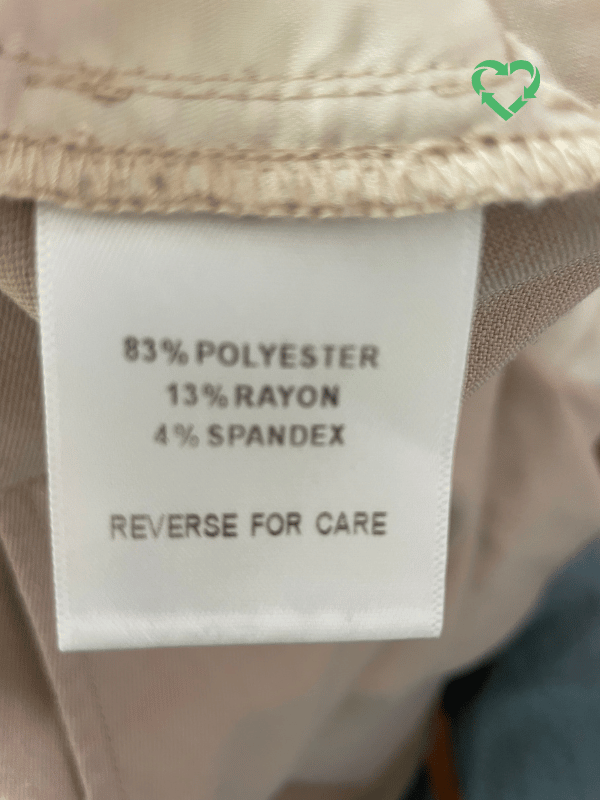 83% POLYESTER
13% RAYON
4% SPANDEX
REVERSE FOR CARE